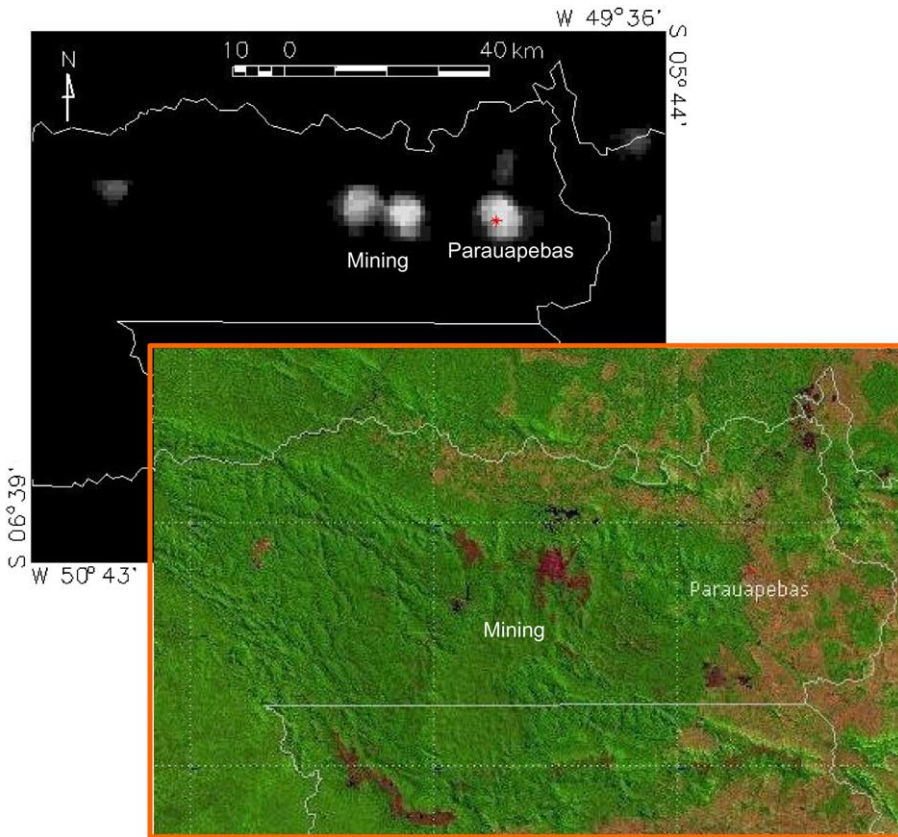 W 49°36'
S 05°44'
N
10 0 40 km
Mining
Parauapebas
S 06°39'
W 50°43'
Parauapebas
Mining